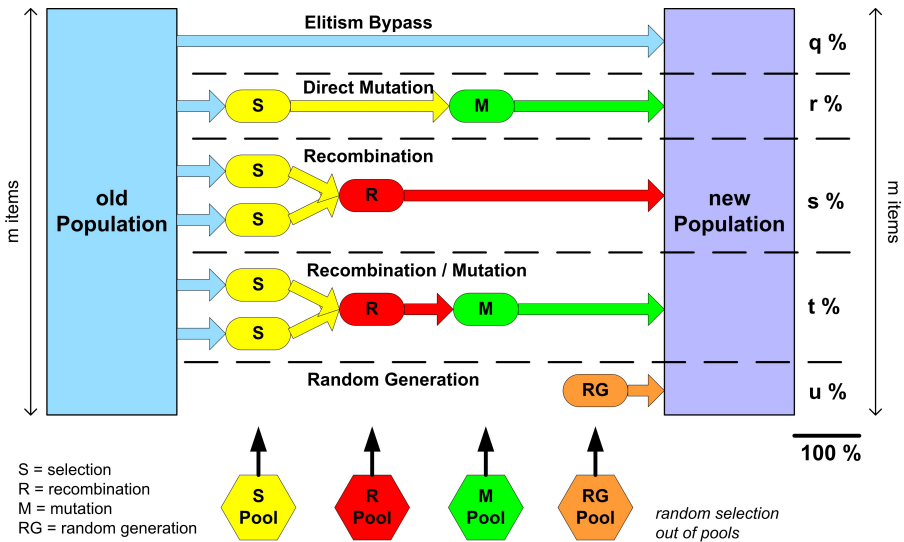 Elitism Bypass
q %
Direct Mutation
S
M
r %
Recombination
S
S
R
s %
m items
old
Population
new
Population
m items
Recombination / Mutation
S
S
R
M
t %
Random Generation
RG
u %
100 %
S = selection
R = recombination
M = mutation
RG = random generation
S
Pool
R
Pool
M
Pool
RG
Pool
random selection
out of pools